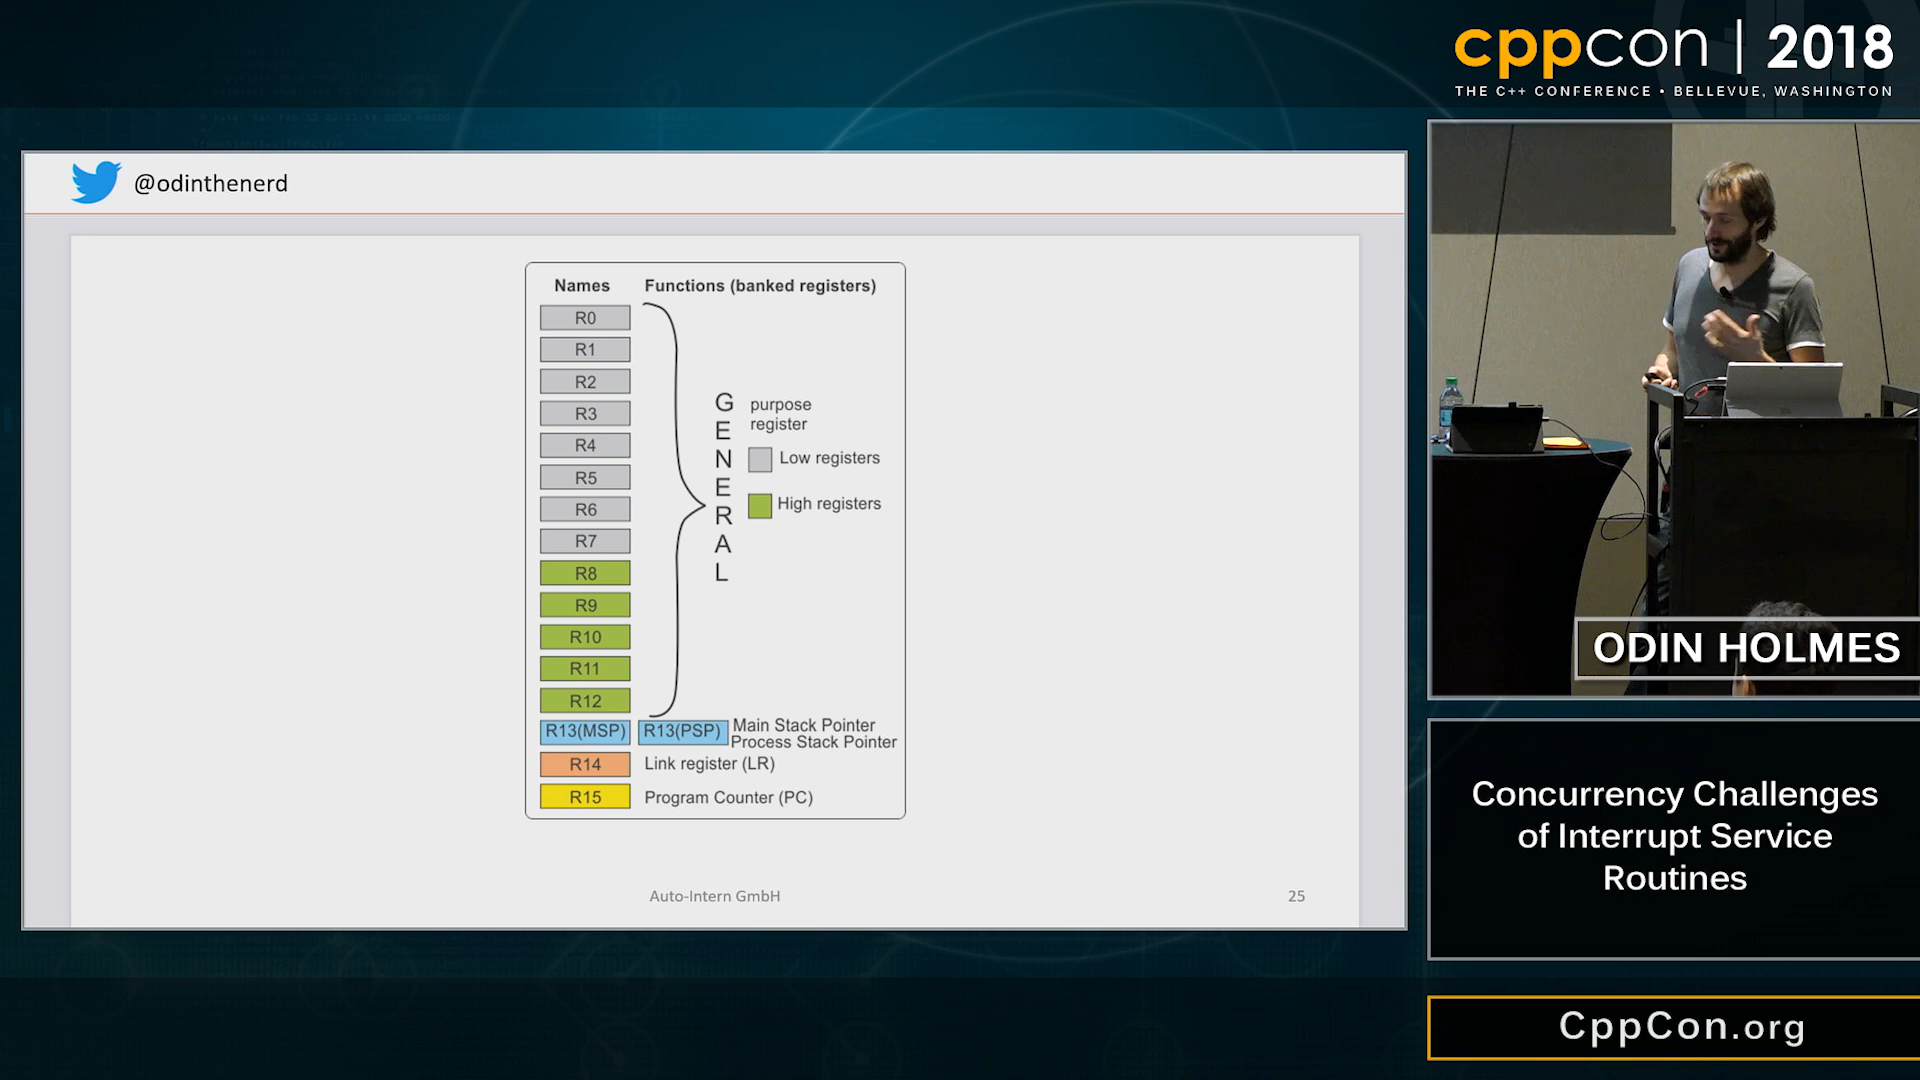 cppcon | 2018
THE C++ CONFERENCE • BELLEVUE, WASHINGTON
@odinthenerd
Names Functions (banked registers)
R0
R1
R2
R3
R4
R5
R6
R7
R8
R9
R10
R11
R12
GENERAL
purpose
register
Low registers
High registers
R13(MSP) R13(PSP) Main Stack Pointer
Process Stack Pointer
R14 Link register (LR)
R15 Program Counter (PC)
Auto-Intern GmbH 25
ODIN HOLMES
Concurrency Challenges
of Interrupt Service
Routines
CppCon.org